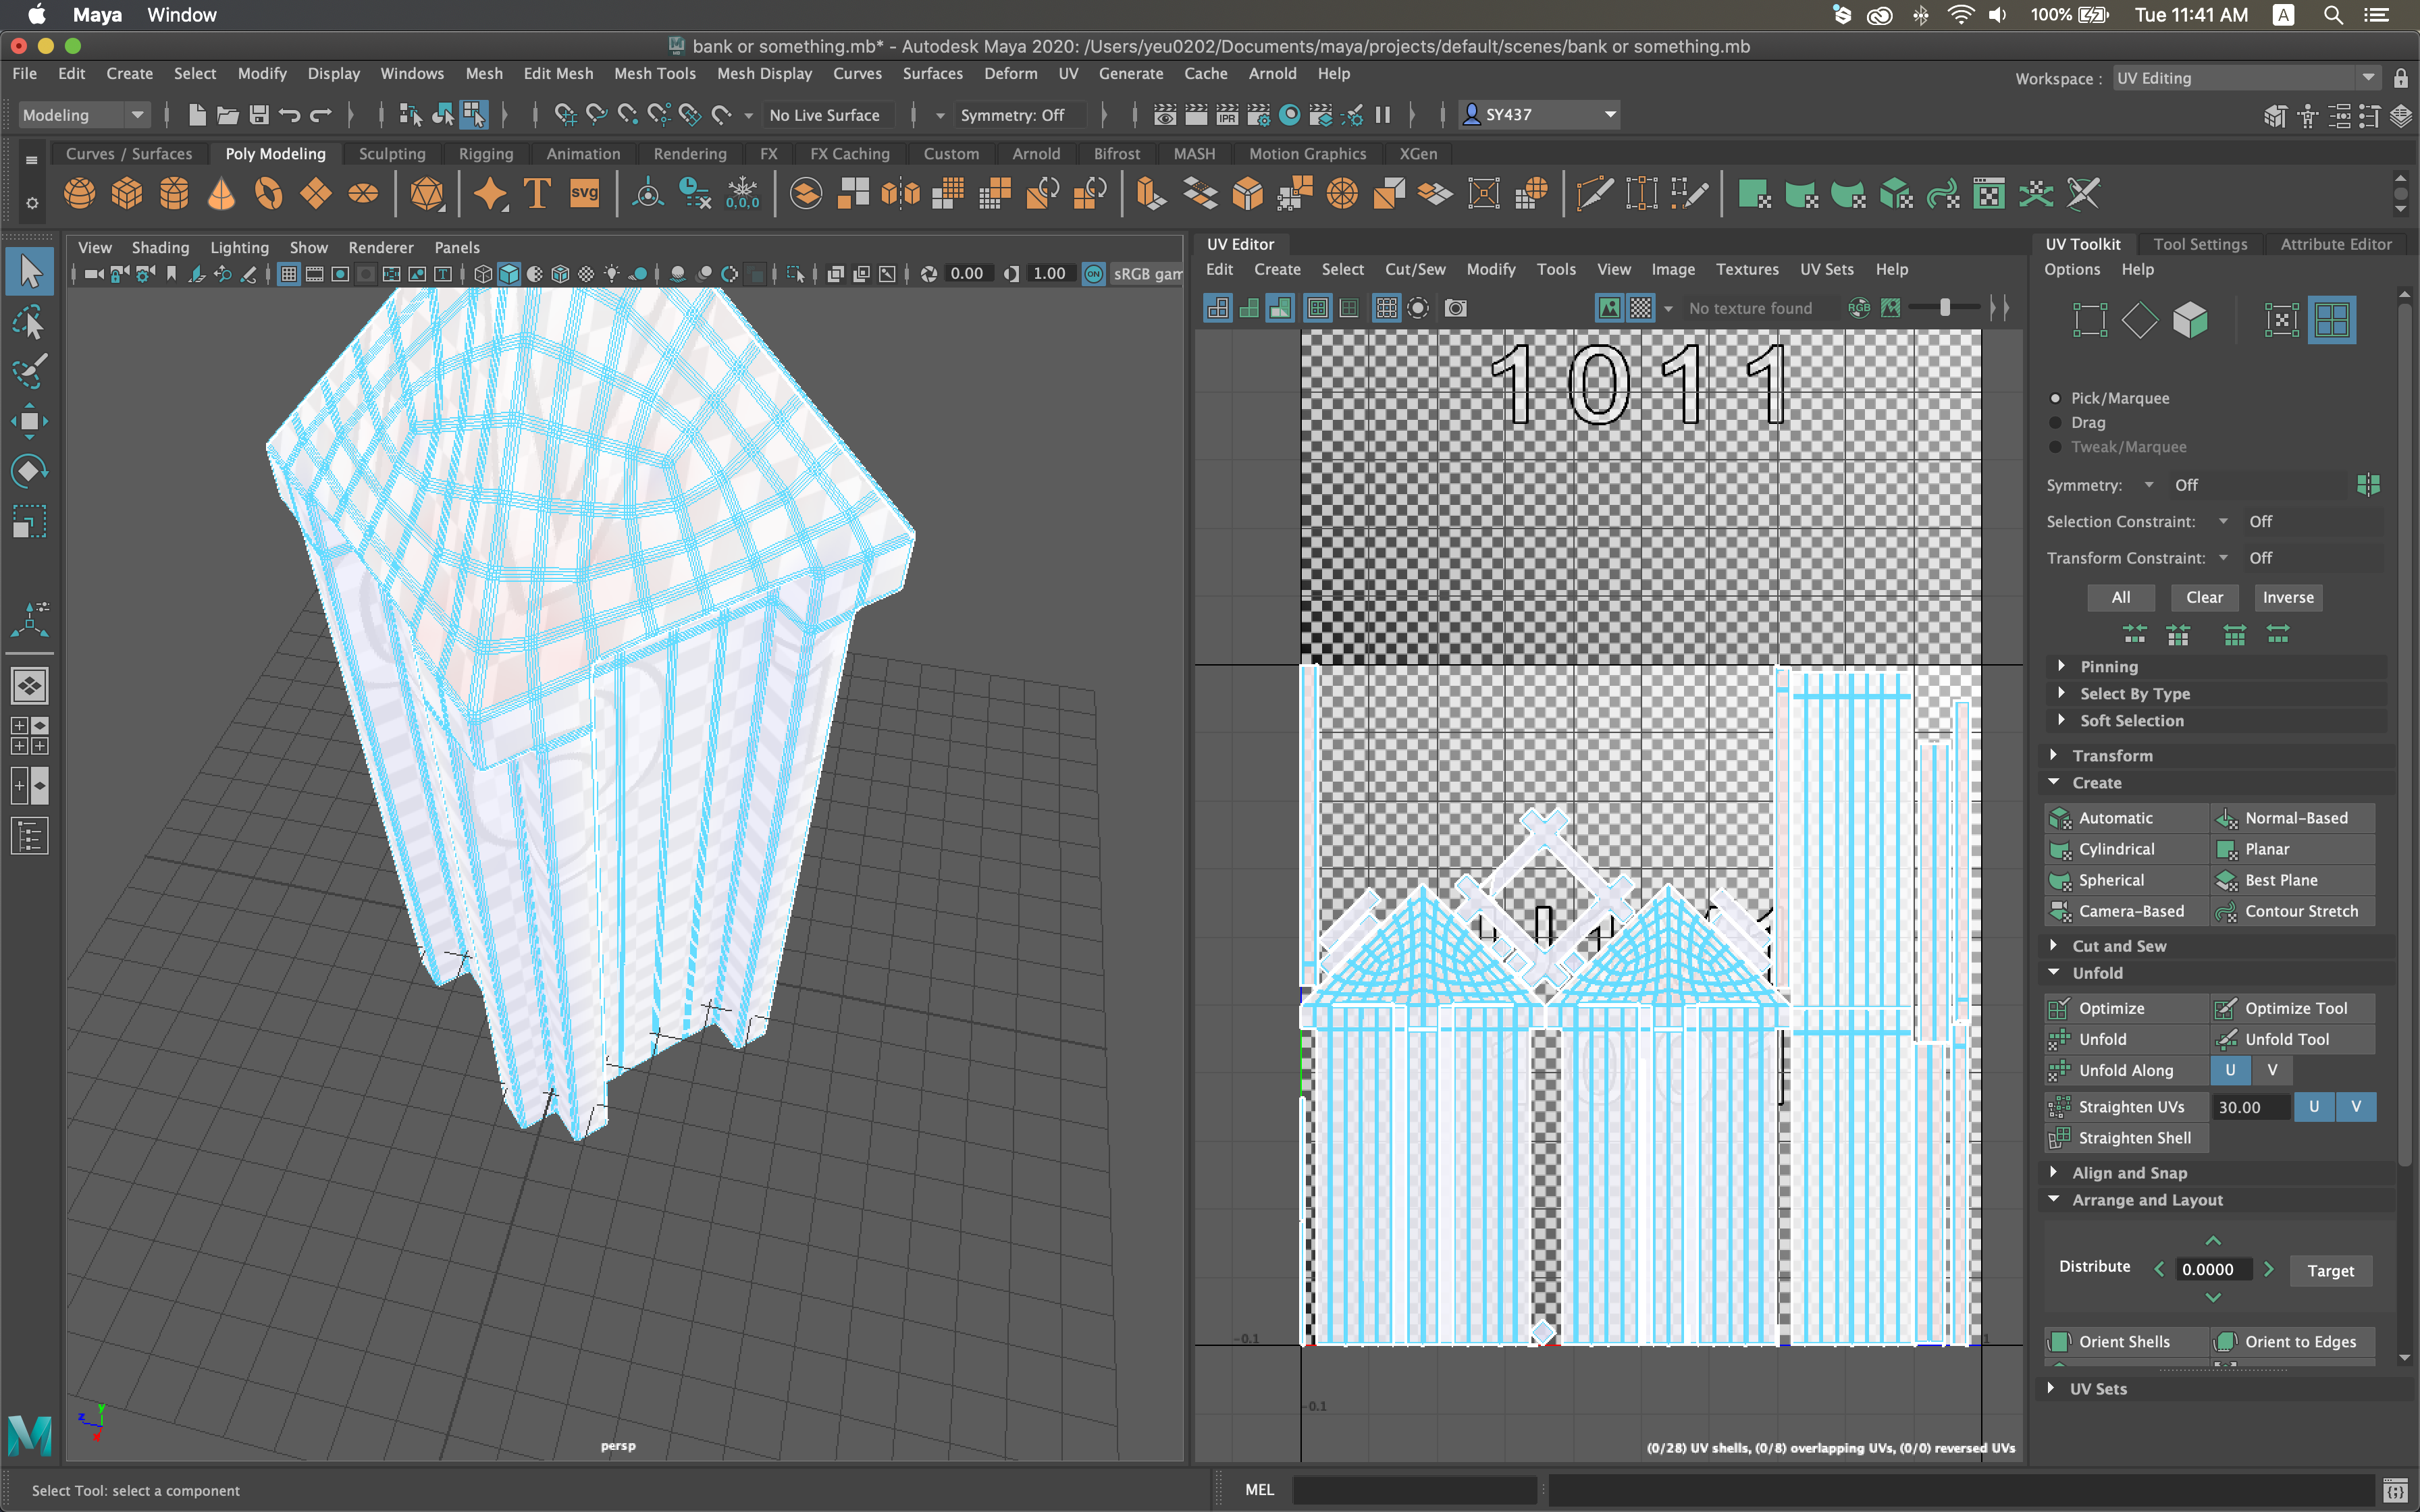 Maya Window 100% Tue 11:41 AM A
bank or something.mb* - Autodesk Maya 2020: /Users/yeu0202/Documents/maya/projects/default/scenes/bank or something.mb
File Edit Create Select Modify Display Windows Mesh Edit Mesh Mesh Tools Mesh Display Curves Surfaces Deform UV Generate Cache Arnold Help Workspace : UV Editing
Modeling No Live Surface Symmetry: Off IPR SY437
Curves / Surfaces Poly Modeling Sculpting Rigging Animation Rendering FX FX Caching Custom Arnold Bifrost MASH Motion Graphics XGen
T svg 0,0,0
View Shading Lighting Show Renderer Panels
0.00 1.00 ON sRGB gam
persp
UV Editor
Edit Create Select Cut/Sew Modify Tools View Image Textures UV Sets Help
No texture found RGB
1011
-0.1 1
-0.1
(0/28) UV shells, (0/8) overlapping UVs, (0/0) reversed UVs
UV Toolkit Tool Settings Attribute Editor
Options Help
Pick/Marquee
Drag
Tweak/Marquee
Symmetry: Off
Selection Constraint: Off
Transform Constraint: Off
All Clear Inverse
Pinning
Select By Type
Soft Selection
Transform
Create
Automatic Normal-Based
Cylindrical Planar
Spherical Best Plane
Camera-Based Contour Stretch
Cut and Sew
Unfold
Optimize Optimize Tool
Unfold Unfold Tool
Unfold Along U V
Straighten UVs 30.00 U V
Straighten Shell
Align and Snap
Arrange and Layout
Distribute 0.0000 Target
Orient Shells Orient to Edges
UV Sets
Select Tool: select a component MEL